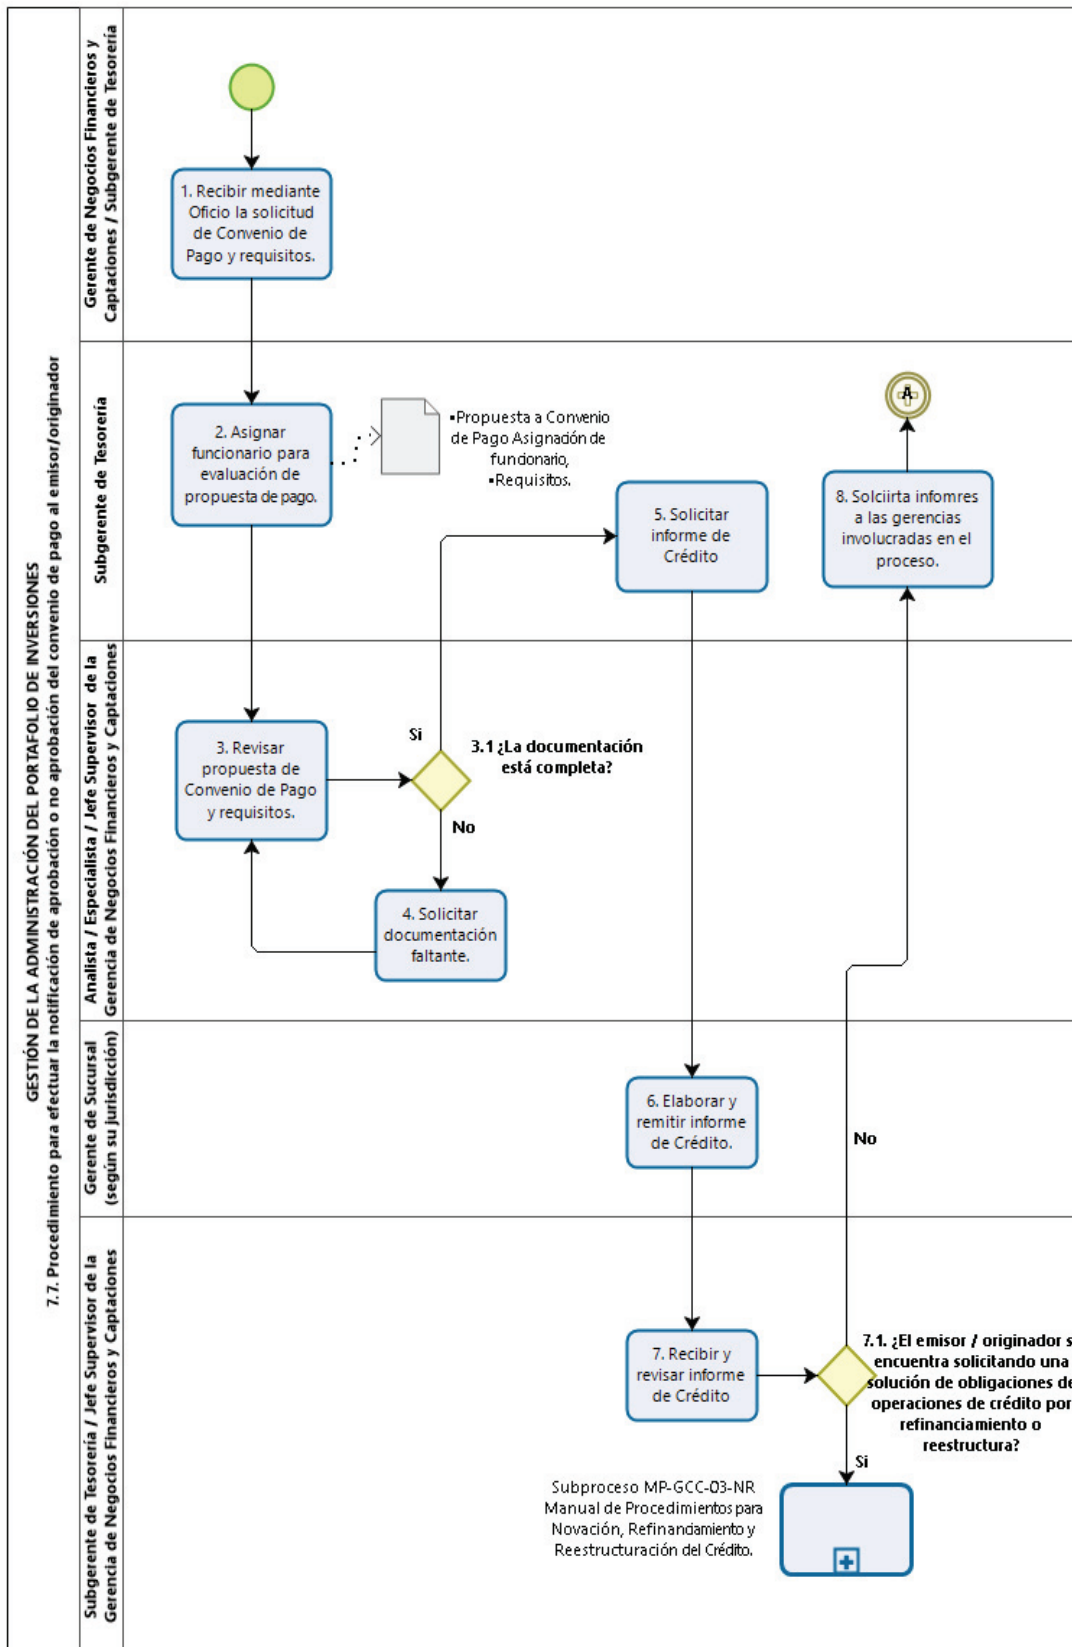 GESTIÓN DE LA ADMINISTRACIÓN DEL PORTAFOLIO DE INVERSIONES
7.7. Procedimiento para efectuar la notificación de aprobación o no aprobación del convenio de pago al emisor/originador
Gerente de Negocios Financieros y
Captaciones / Subgerente de Tesorería
1. Recibir mediante
Oficio la solicitud
de Convenio de
Pago y requisitos.
Subgerente de Tesorería
2. Asignar
funcionario para
evaluación de
propuesta de pago.
▪Propuesta a Convenio
de Pago Asignación de
funcionario,
▪Requisitos.
5. Solicitar
informe de
Crédito
A
8. Solciirta infomres
a las gerencias
involucradas en el
proceso.
Analista / Especialista / Jefe Supervisor de la
Gerencia de Negocios Financieros y Captaciones
3. Revisar
propuesta de
Convenio de Pago
y requisitos.
Si
3.1 ¿La documentación
está completa?
No
4. Solicitar
documentación
faltante.
Gerente de Sucursal
(según su jurisdicción)
6. Elaborar y
remitir informe
de Crédito.
No
Subgerente de Tesorería / Jefe Supervisor de la
Gerencia de Negocios Financieros y Captaciones
7. Recibir y
revisar informe
de Crédito
7.1. ¿El emisor / originador s
encuentra solicitando una
solución de obligaciones de
operaciones de crédito por
refinanciamiento o
reestructura?
Si
Subproceso MP-GCC-03-NR
Manual de Procedimientos para
Novación, Refinanciamiento y
Reestructuración del Crédito.